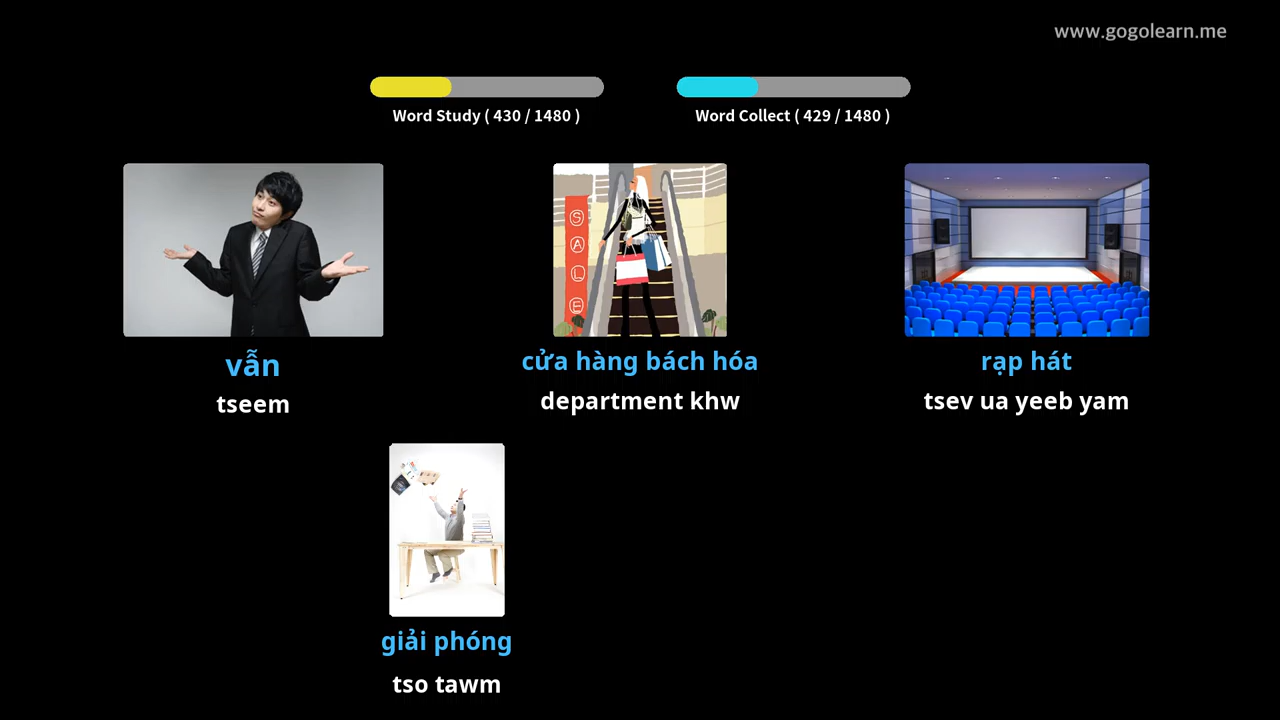 www.gogolearn.me
Word Study ( 430 / 1480 )
Word Collect ( 429 / 1480 )
SALE
vẫn
cửa hàng bách hóa
rạp hát
tseem
department khw
tsev ua yeeb yam
giải phóng
tso tawm